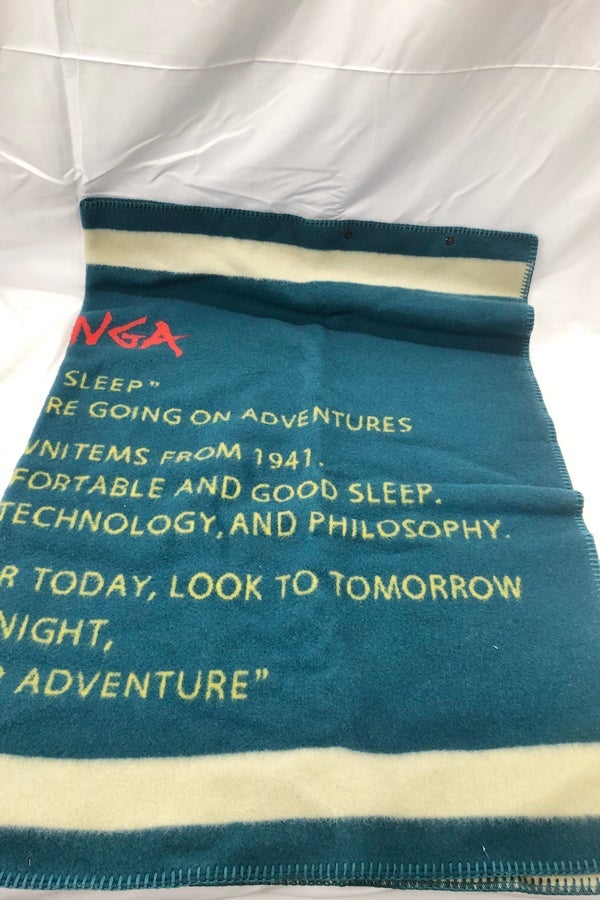 NGA
SLEEP"
RE GOING ON ADVENTURES
WNITEMS FROM 1941.
FORTABLE AND GOOD SLEEP.
TECHNOLOGY, AND PHILOSOPHY.
R TODAY, LOOK TO TOMORROW
NIGHT,
ADVENTURE"